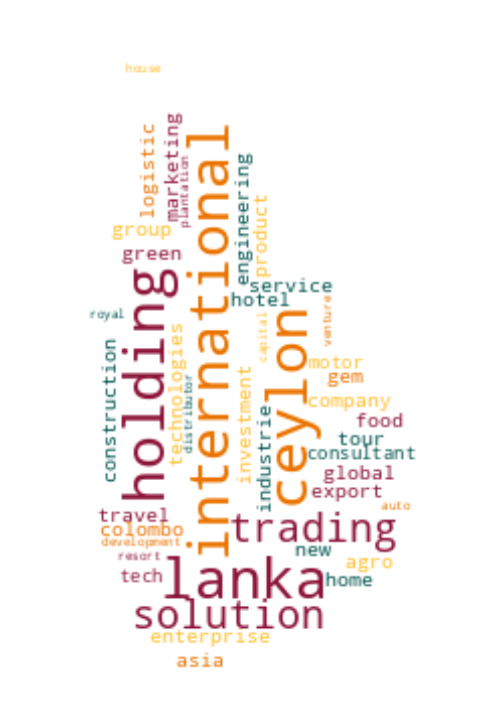 house
logistic
marketing
plantation
international
engineering
product
group
green
holding
service
hotel
royal
construction
technologies
distributor
capital
ceylon
venture
investment
industrie
motor
gem
company
food
tour
consultant
global
export
auto
travel
colombo
development
trading
resort
new
tech
lanka
agro
home
solution
enterprise
asia